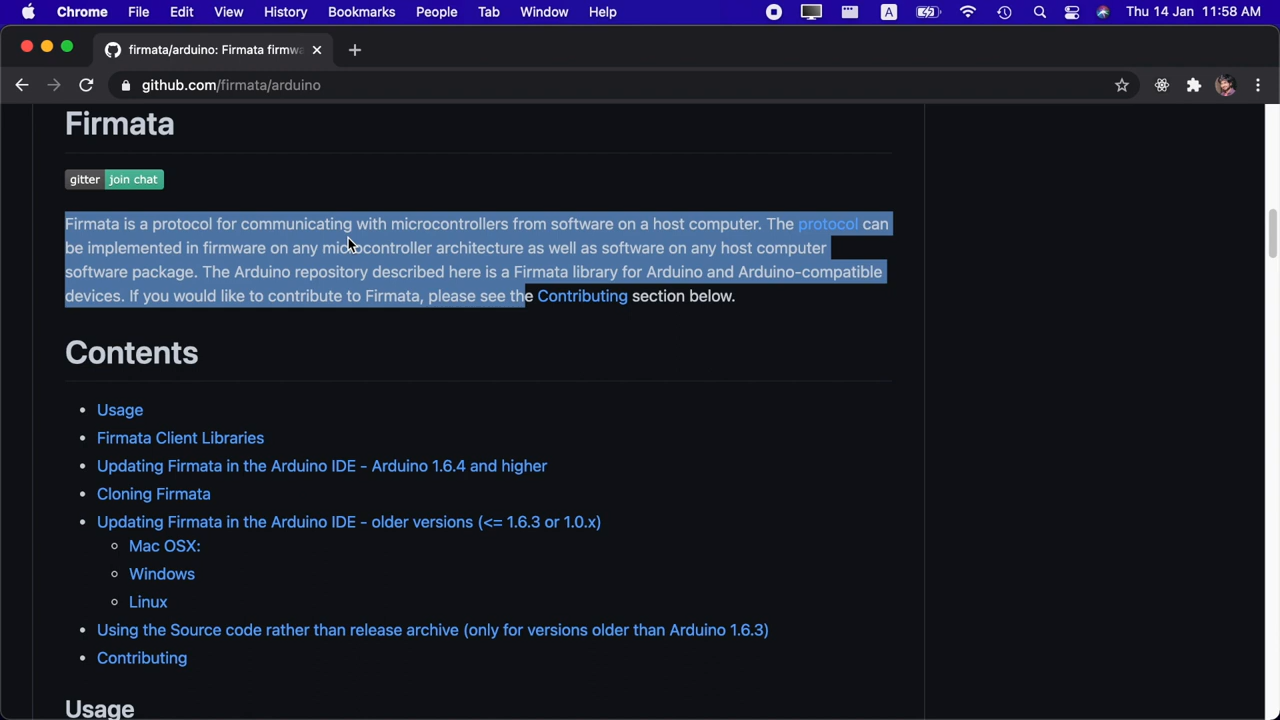 Chrome File Edit View History Bookmarks People Tab Window Help A Thu 14 Jan 11:58 AM
firmata/arduino: Firmata firmwa
github.com/firmata/arduino
Firmata
gitter join chat
Firmata is a protocol for communicating with microcontrollers from software on a host computer. The protocol can
be implemented in firmware on any microcontroller architecture as well as software on any host computer
software package. The Arduino repository described here is a Firmata library for Arduino and Arduino-compatible
devices. If you would like to contribute to Firmata, please see the Contributing section below.
Contents
Usage
Firmata Client Libraries
Updating Firmata in the Arduino IDE - Arduino 1.6.4 and higher
Cloning Firmata
Updating Firmata in the Arduino IDE - older versions (<= 1.6.3 or 1.0.x)
Mac OSX:
Windows
Linux
Using the Source code rather than release archive (only for versions older than Arduino 1.6.3)
Contributing
Usage